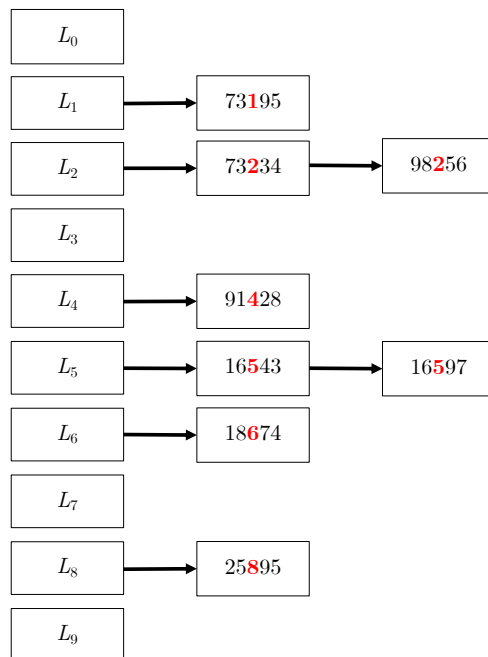 L₀
L₁ 73195
L₂ 73234 98256
L₃
L₄ 91428
L₅ 16543 16597
L₆ 18674
L₇
L₈ 25895
L₉